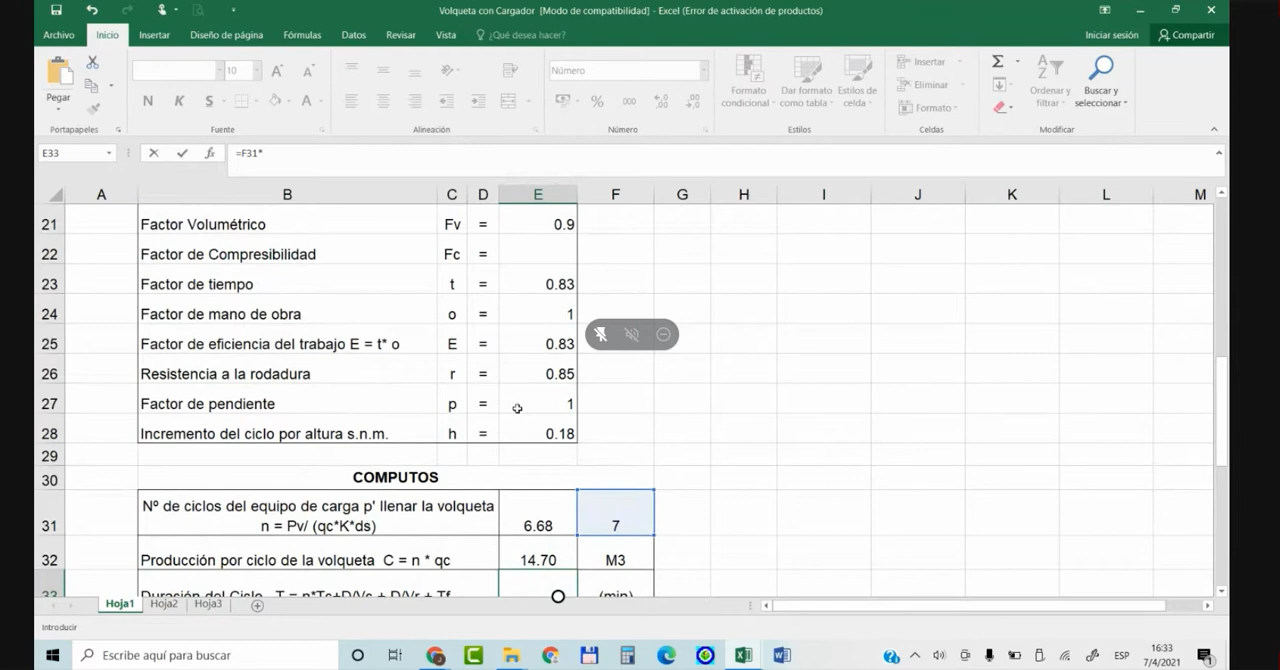 Volqueta con Cargador [Modo de compatibilidad] - Excel (Error de activación de productos)
Archivo Inicio Insertar Diseño de página Fórmulas Datos Revisar Vista ¿Qué desea hacer? Iniciar sesión Compartir
Pegar
10
Número
N K S
A A A
% 000
Formato condicional
Dar formato como tabla
Estilos de celda
Insertar
Eliminar
Formato
Ordenar y filtrar
Buscar y seleccionar
Portapapeles Fuente Alineación Número Estilos Celdas Modificar
E33 fx =F31*
A B C D E F G H I J K L M
21 Factor Volumétrico Fv = 0.9
22 Factor de Compresibilidad Fc =
23 Factor de tiempo t = 0.83
24 Factor de mano de obra o = 1
25 Factor de eficiencia del trabajo E = t* o E = 0.83
26 Resistencia a la rodadura r = 0.85
27 Factor de pendiente p = 1
28 Incremento del ciclo por altura s.n.m. h = 0.18
29
30 COMPUTOS
31 Nº de ciclos del equipo de carga p' llenar la volqueta
n = Pv/ (qc*K*ds) 6.68 7
32 Producción por ciclo de la volqueta C = n * qc 14.70 M3
33 Duración del Ciclo T = n*Tc+D/Vc + D/Vr + Tf (min)
Hoja1 Hoja2 Hoja3
Introducir
Escribe aquí para buscar
ESP
16:33
7/4/2021